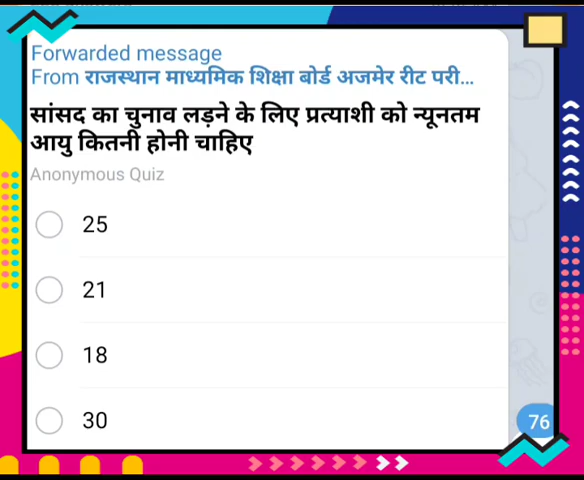 Forwarded message
From राजस्थान माध्यमिक शिक्षा बोर्ड अजमेर रीट परी...
सांसद का चुनाव लड़ने के लिए प्रत्याशी को न्यूनतम
आयु कितनी होनी चाहिए
Anonymous Quiz
25
21
18
30
76